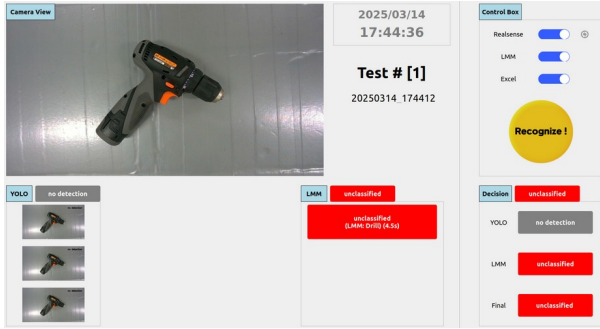 Camera View
2025/03/14
17:44:36
Test # [1]
20250314_174412
Control Box
Realsense
LMM
Excel
Recognize !
YOLO
no detection
LMM
unclassified
unclassified
(LMM: Drill) (4.5s)
Decision
unclassified
YOLO
no detection
LMM
unclassified
Final
unclassified